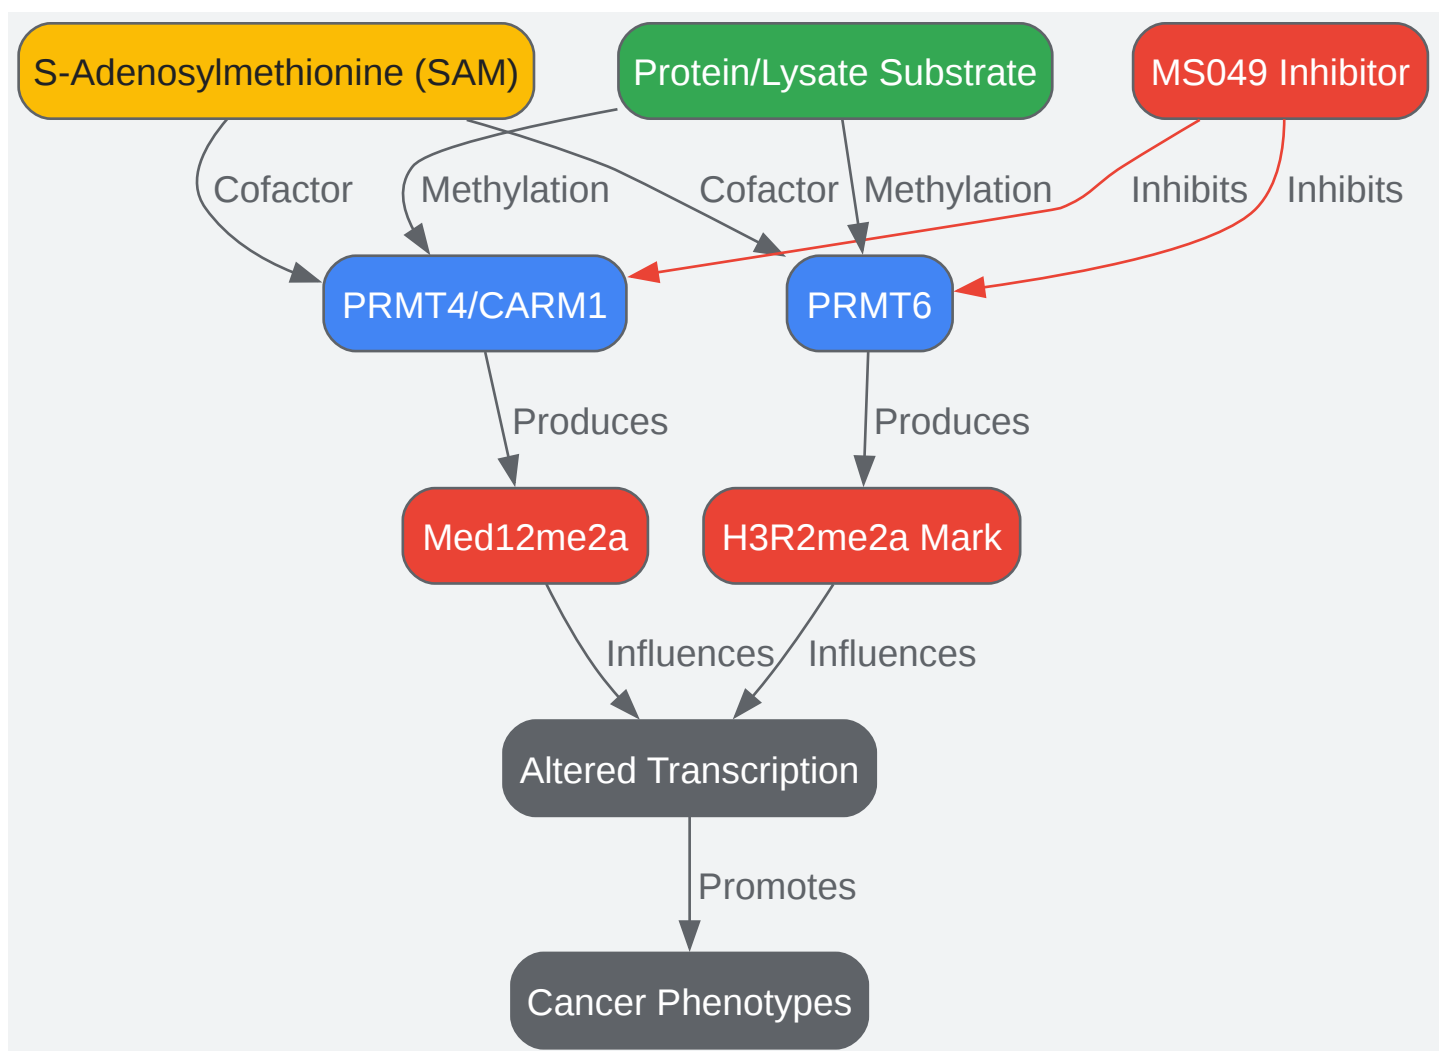 S-Adenosylmethionine (SAM)
Protein/Lysate Substrate
MS049 Inhibitor
Cofactor
Methylation
Cofactor
Methylation
Inhibits
Inhibits
PRMT4/CARM1
PRMT6
Produces
Produces
Med12me2a
H3R2me2a Mark
Influences
Influences
Altered Transcription
Promotes
Cancer Phenotypes